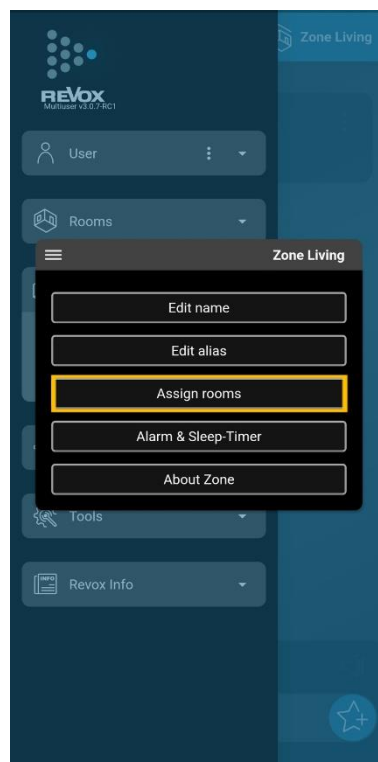 Zone Living
REVOX
Multiuser v3.0.7-RC1
User
Rooms
Zone Living
Edit name
Edit alias
Assign rooms
Alarm & Sleep-Timer
About Zone
Tools
INFO
Revox Info